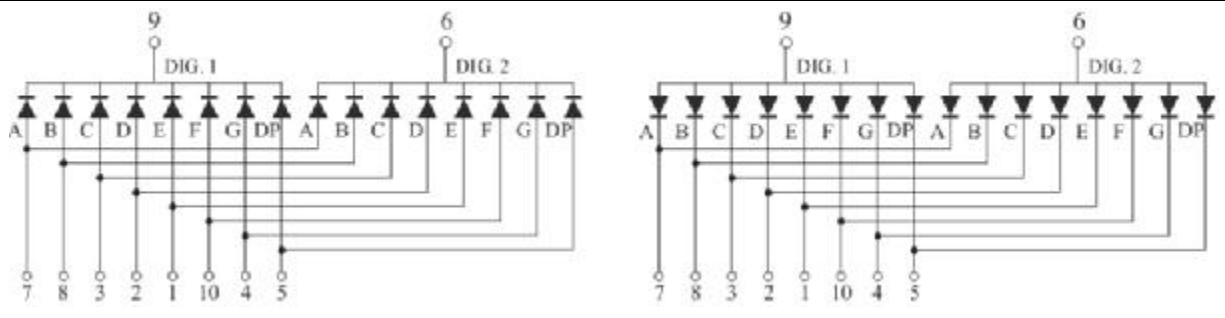 9 6 9 6
DIG. 1 DIG. 2 DIG. 1 DIG. 2
A B C D E F G DP A B C D E F G DP A B C D E F G DP A B C D E F G DP
7 8 3 2 1 10 4 5 7 8 3 2 1 10 4 5